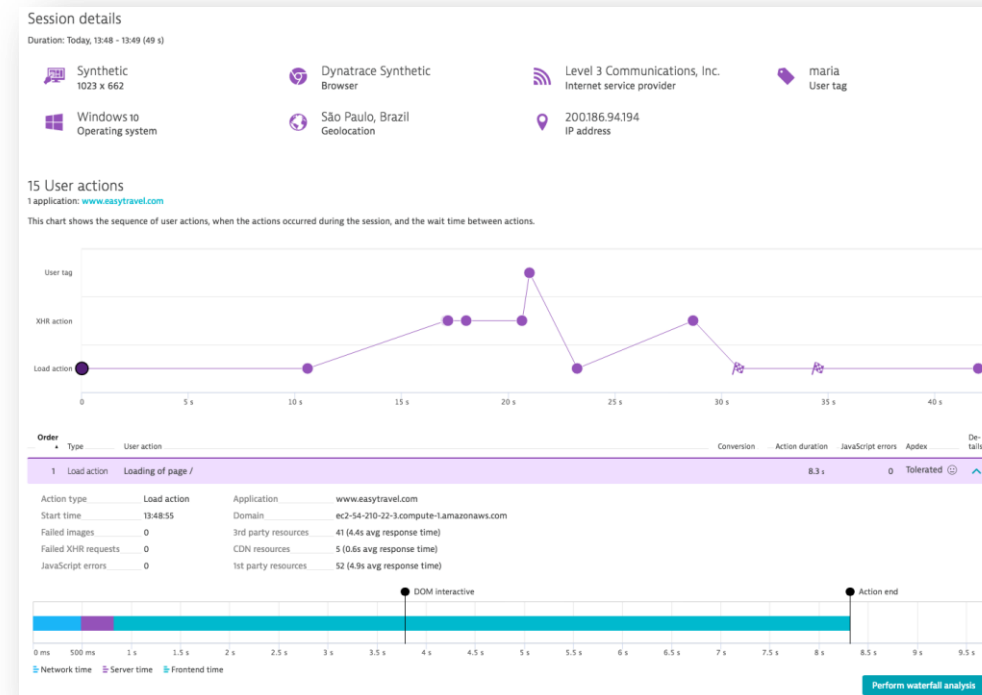 Session details
Duration: Today, 13:48 - 13:49 (49 s)
Synthetic
1023 x 662
Dynatrace Synthetic
Browser
Level 3 Communications, Inc.
Internet service provider
maria
User tag
Windows 10
Operating system
São Paulo, Brazil
Geolocation
200.186.94.194
IP address
15 User actions
1 application: www.easytravel.com
This chart shows the sequence of user actions, when the actions occurred during the session, and the wait time between actions.
User tag
XHR action
Load action
0 5 s 10 s 15 s 20 s 25 s 30 s 35 s 40 s
Order Type User action Conversion Action duration JavaScript errors Apdex De-tails
1 Load action Loading of page / 8.3 s 0 Tolerated
Action type Load action Application www.easytravel.com
Start time 13:48:55 Domain ec2-54-210-22-3.compute-1.amazonaws.com
Failed images 0 3rd party resources 41 (4.4s avg response time)
Failed XHR requests 0 CDN resources 5 (0.6s avg response time)
JavaScript errors 0 1st party resources 52 (4.9s avg response time)
DOM interactive Action end
0 ms 500 ms 1 s 1.5 s 2 s 2.5 s 3 s 3.5 s 4 s 4.5 s 5 s 5.5 s 6 s 6.5 s 7 s 7.5 s 8 s 8.5 s 9 s 9.5 s
Network time Server time Frontend time
Perform waterfall analysis